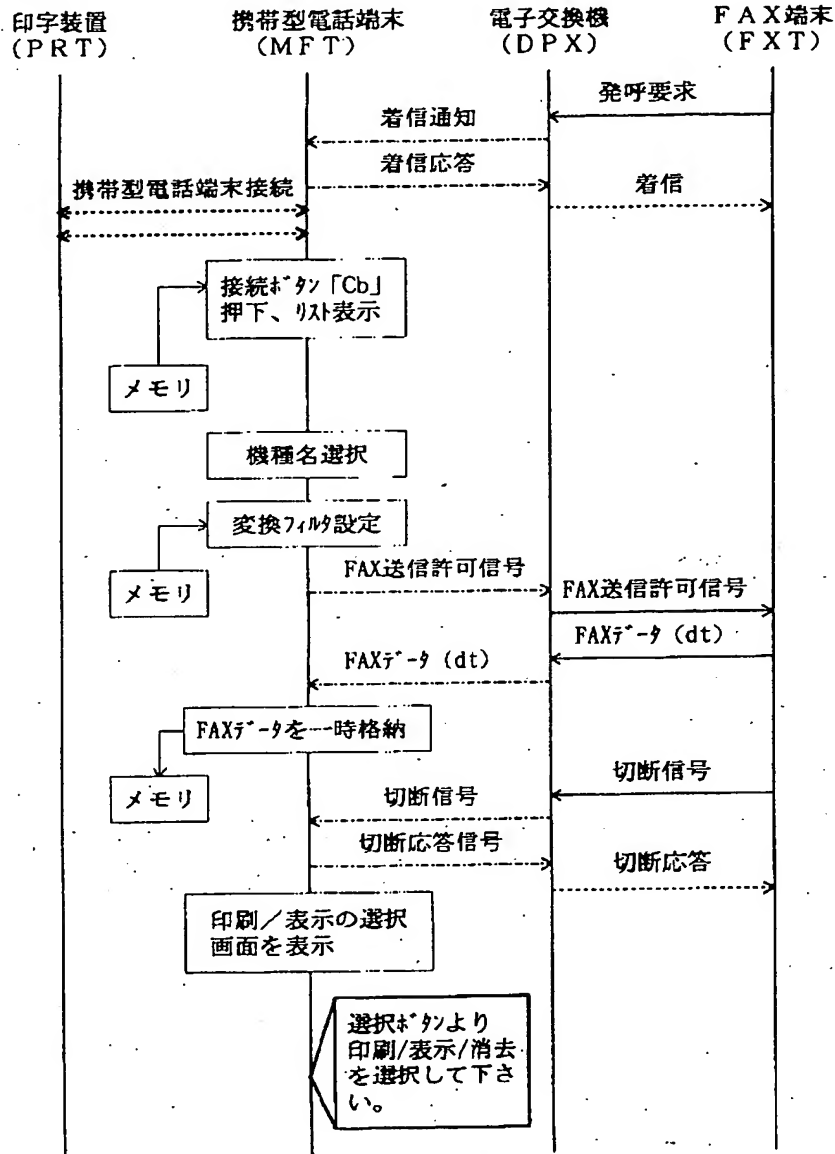 印字装置
(PRT)
携帯型電話端末
(MFT)
電子交換機
(DPX)
FAX端末
(FXT)
発呼要求
着信通知
着信応答
着信
携帯型電話端末接続
接続ボタン「Cb」
押下、リスト表示
メモリ
機種名選択
変換フィルタ設定
メモリ
FAX送信許可信号
FAX送信許可信号
FAXデータ(dt)
FAXデータ(dt)
FAXデータを一時格納
メモリ
切断信号
切断信号
切断応答信号
切断応答
印刷/表示の選択
画面を表示
選択ボタンより
印刷/表示/消去
を選択して下さ
い。